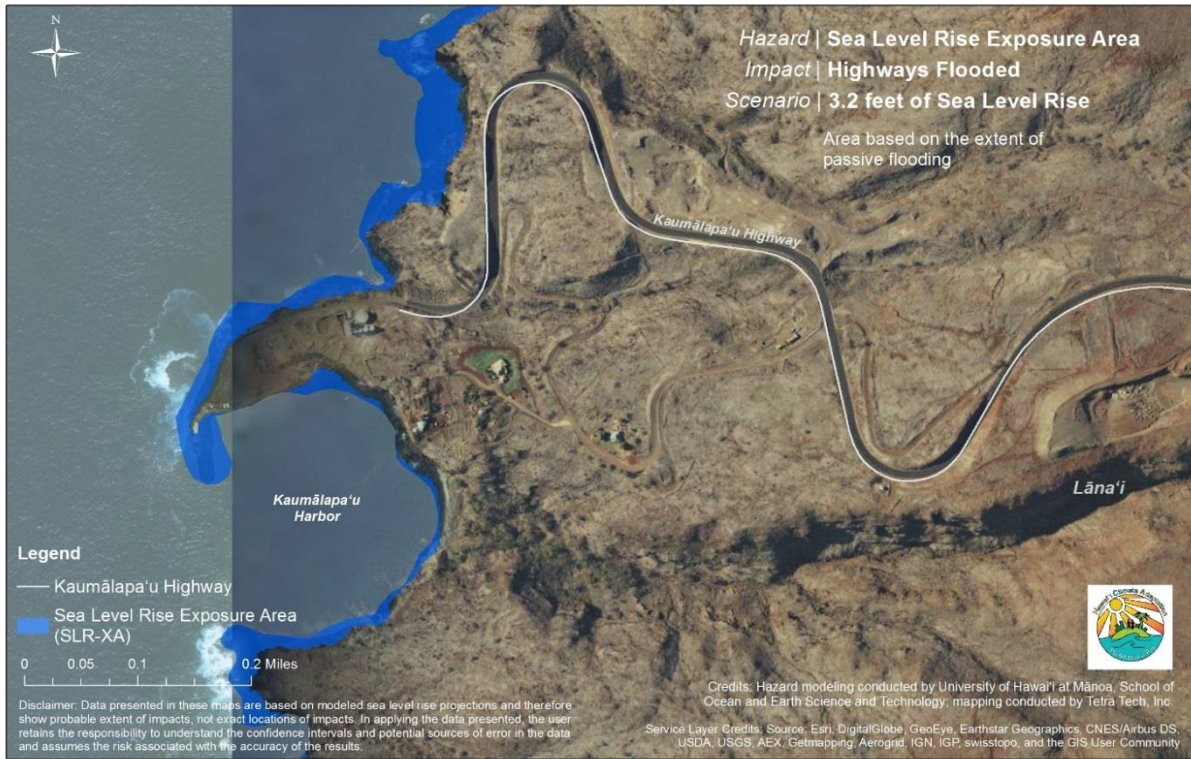 N
Hazard | Sea Level Rise Exposure Area
Impact | Highways Flooded
Scenario | 3.2 feet of Sea Level Rise
Area based on the extent of
passive flooding
Kaumālapaʻu Highway
Kaumālapaʻu
Harbor
Lānaʻi
Legend
Kaumālapaʻu Highway
Sea Level Rise Exposure Area
(SLR-XA)
0 0.05 0.1 0.2 Miles
Disclaimer: Data presented in these maps are based on modeled sea level rise projections and therefore
show probable extent of impacts, not exact locations of impacts. In applying the data presented, the user
retains the responsibility to understand the confidence intervals and potential sources of error in the data
and assumes the risk associated with the accuracy of the results.
Credits: Hazard modeling conducted by University of Hawaiʻi at Mānoa, School of
Ocean and Earth Science and Technology; mapping conducted by Tetra Tech, Inc.
Service Layer Credits: Source: Esri, DigitalGlobe, GeoEye, Earthstar Geographics, CNES/Airbus DS,
USDA, USGS, AEX, Getmapping, Aerogrid, IGN, IGP, swisstopo, and the GIS User Community